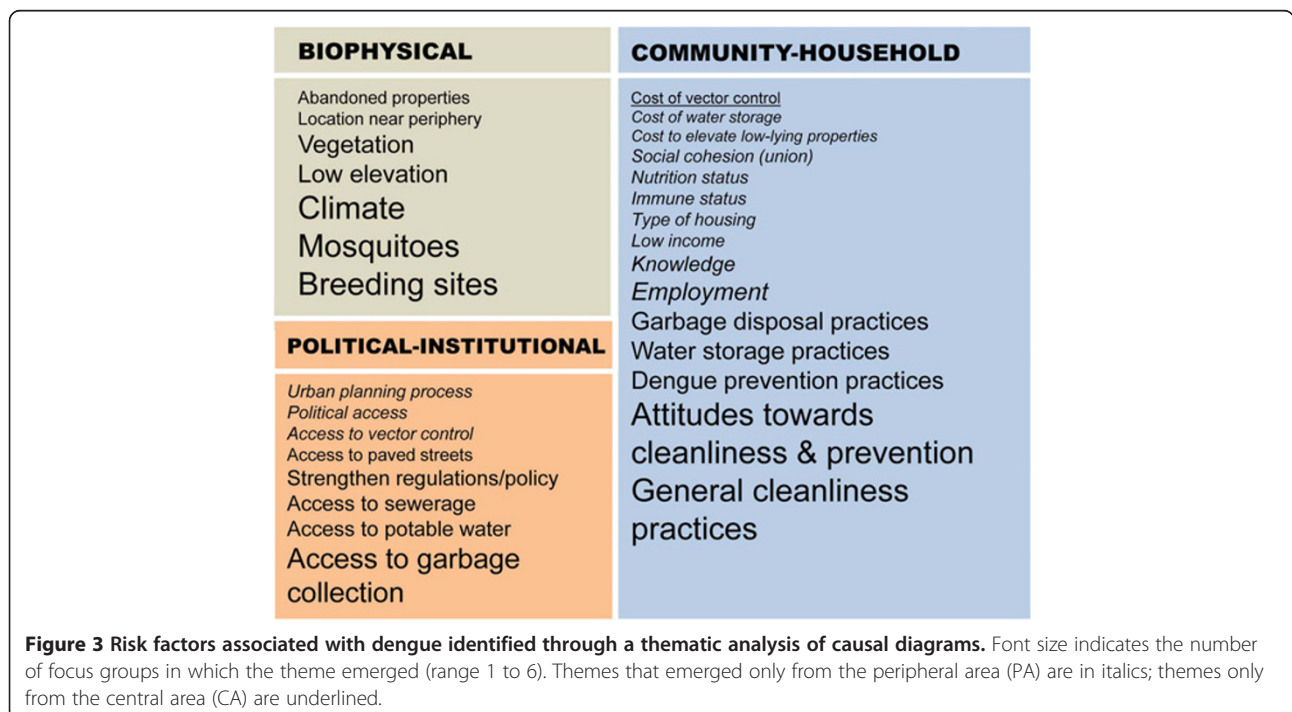 BIOPHYSICAL
Abandoned properties
Location near periphery
Vegetation
Low elevation
Climate
Mosquitoes
Breeding sites
POLITICAL-INSTITUTIONAL
Urban planning process
Political access
Access to vector control
Access to paved streets
Strengthen regulations/policy
Access to sewerage
Access to potable water
Access to garbage
collection
COMMUNITY-HOUSEHOLD
Cost of vector control
Cost of water storage
Cost to elevate low-lying properties
Social cohesion (union)
Nutrition status
Immune status
Type of housing
Low income
Knowledge
Employment
Garbage disposal practices
Water storage practices
Dengue prevention practices
Attitudes towards
cleanliness & prevention
General cleanliness
practices
Figure 3 Risk factors associated with dengue identified through a thematic analysis of causal diagrams. Font size indicates the number
of focus groups in which the theme emerged (range 1 to 6). Themes that emerged only from the peripheral area (PA) are in italics; themes only
from the central area (CA) are underlined.